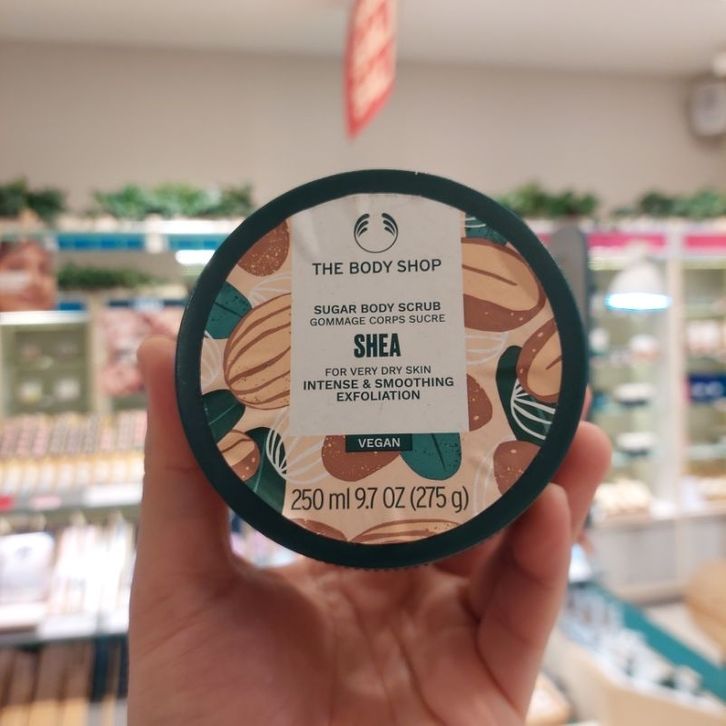 THE BODY SHOP
SUGAR BODY SCRUB
GOMMAGE CORPS SUCRE
SHEA
FOR VERY DRY SKIN
INTENSE & SMOOTHING
EXFOLIATION
VEGAN
250 ml 9.7 OZ (275 g)